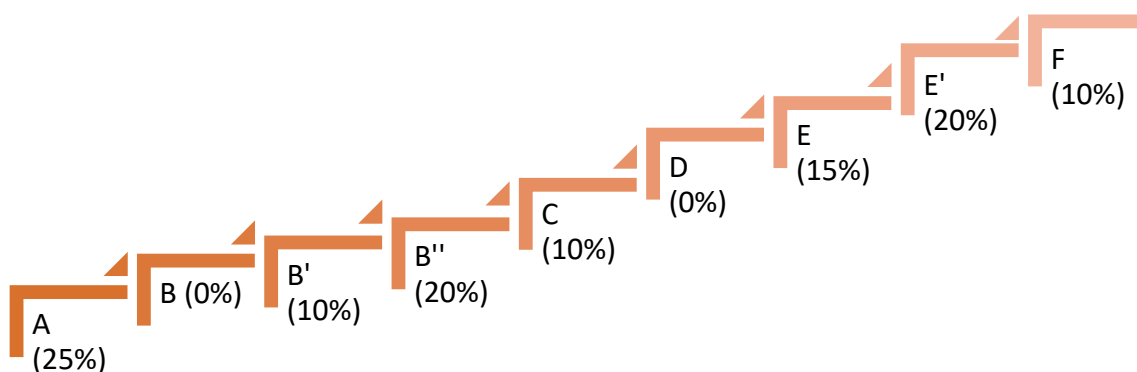 A
(25%)
B (0%)
B'
(10%)
B''
(20%)
C
(10%)
D
(0%)
E
(15%)
E'
(20%)
F
(10%)